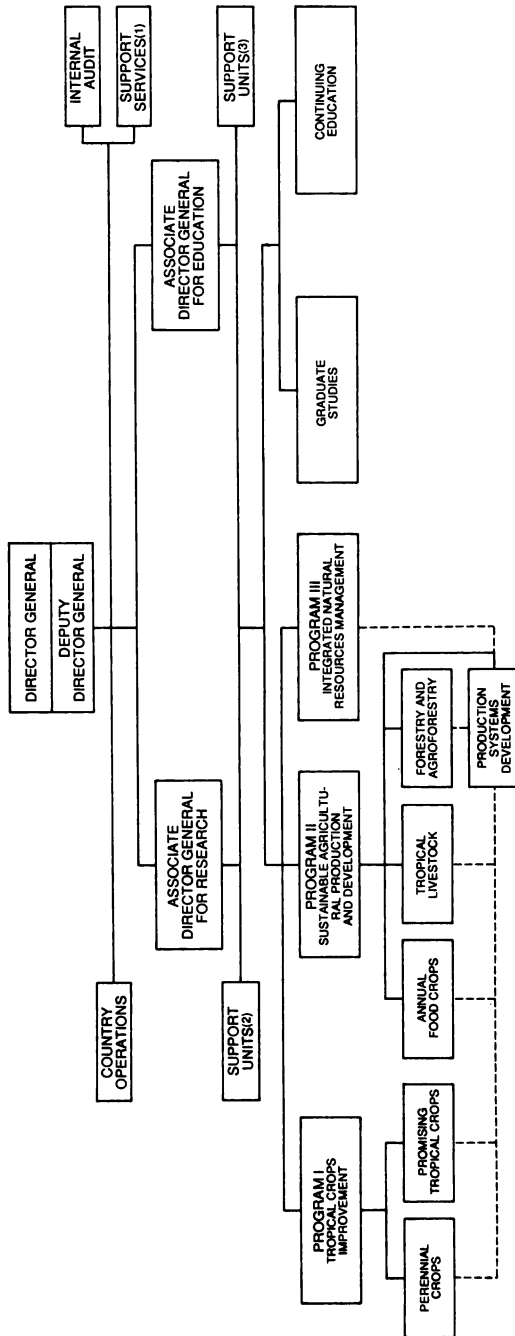 DIRECTOR GENERAL
DEPUTY
DIRECTOR GENERAL
INTERNAL
AUDIT
COUNTRY
OPERATIONS
SUPPORT
SERVICES(1)
ASSOCIATE
DIRECTOR GENERAL
FOR RESEARCH
ASSOCIATE
DIRECTOR GENERAL
FOR EDUCATION
SUPPORT
UNITS(2)
SUPPORT
UNITS(3)
PROGRAM I
TROPICAL CROPS
IMPROVEMENT
PROGRAM II
SUSTAINABLE AGRICULTU-
RAL PRODUCTION
AND DEVELOPMENT
PROGRAM III
INTEGRATED NATURAL
RESOURCES MANAGEMENT
GRADUATE
STUDIES
CONTINUING
EDUCATION
PERENNIAL
CROPS
PROMISING
TROPICAL CROPS
ANNUAL
FOOD CROPS
TROPICAL
LIVESTOCK
FORESTRY AND
AGROFORESTRY
PRODUCTION
SYSTEMS
DEVELOPMENT